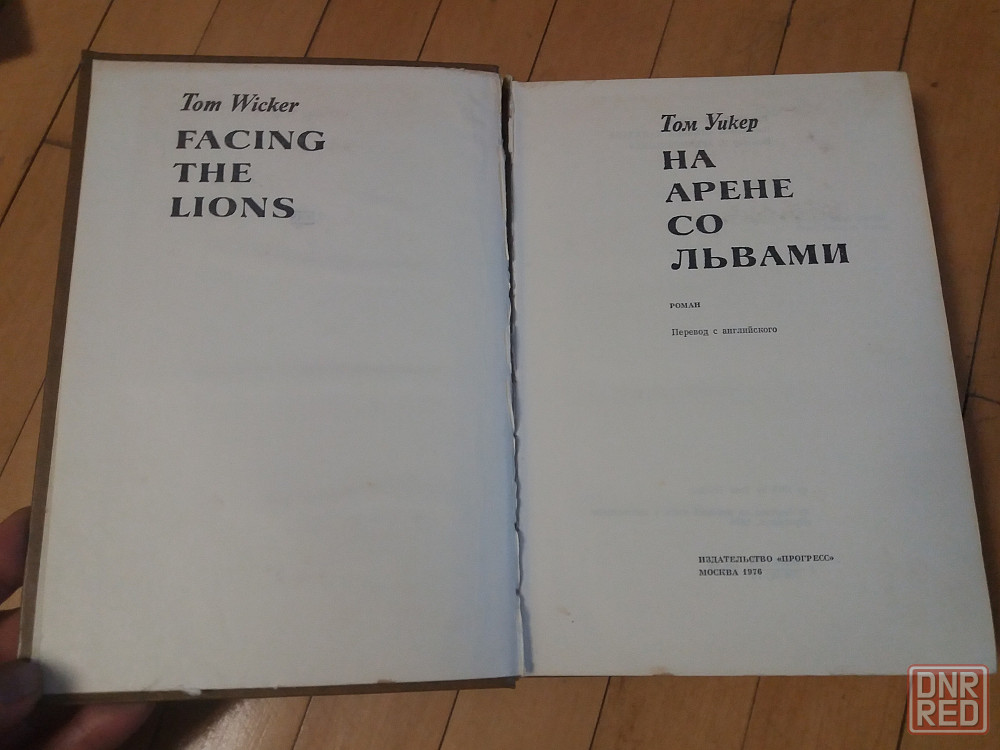 Tom Wicker
FACING
THE
LIONS
Том Уикер
НА
АРЕНЕ
СО
ЛЬВАМИ
РОМАН
Перевод с английского
ИЗДАТЕЛЬСТВО «ПРОГРЕСС»
МОСКВА 1976
DNR
RED